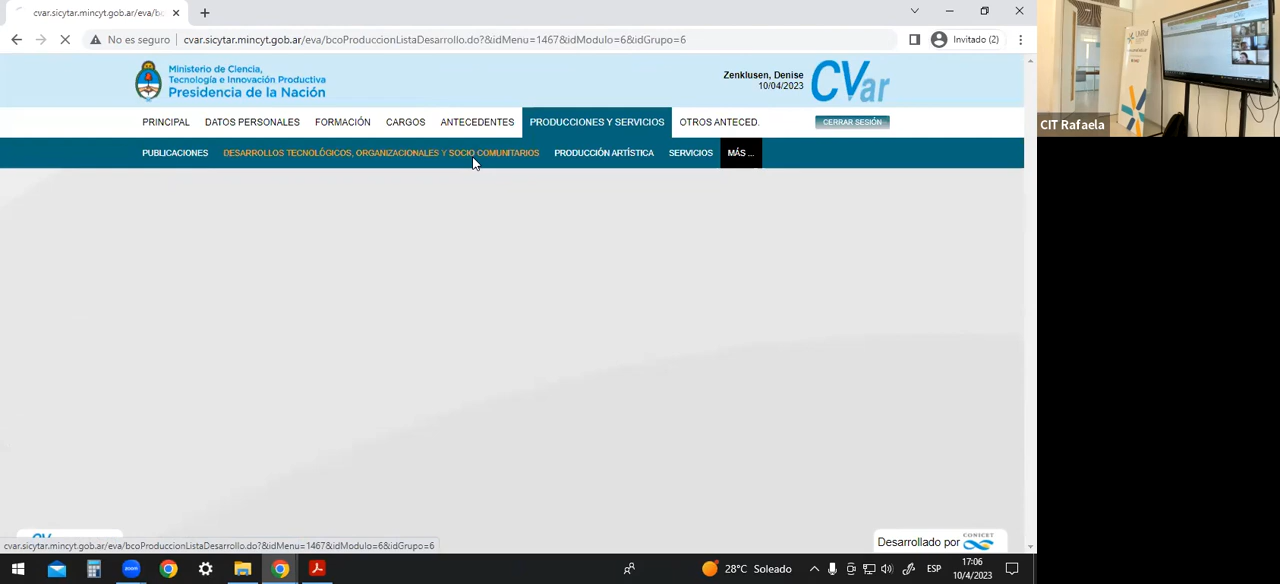 cvar.sicytar.mincyt.gob.ar/eva/bc
No es seguro
cvar.sicytar.mincyt.gob.ar/eva/bcoProduccionListaDesarrollo.do?&idMenu=1467&idModulo=6&idGrupo=6
Invitado (2)
Ministerio de Ciencia,
Tecnología e Innovación Productiva
Presidencia de la Nación
Zenklusen, Denise
10/04/2023
CVar
PRINCIPAL DATOS PERSONALES FORMACIÓN CARGOS ANTECEDENTES PRODUCCIONES Y SERVICIOS OTROS ANTECED.
CERRAR SESIÓN
PUBLICACIONES DESARROLLOS TECNOLÓGICOS, ORGANIZACIONALES Y SOCIO COMUNITARIOS PRODUCCIÓN ARTÍSTICA SERVICIOS MÁS ...
CIT Rafaela
Desarrollado por CONICET
cvar.sicytar.mincyt.gob.ar/eva/bcoProduccionListaDesarrollo.do?&idMenu=1467&idModulo=6&idGrupo=6
zoom
28°C Soleado
ESP
17:06
10/4/2023